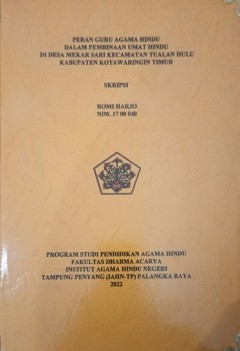 PERAN GURU AGAMA HINDU
DALAM PEMBINAAN UMAT HINDU
DI DESA MEKAR SARI KECAMATAN TUALAN HULU
KABUPATEN KOTAWARINGIN TIMUR
SKRIPSI
ROMI HARJO
NIM. 17 00 040
PROGRAM STUDI PENDIDIKAN AGAMA HINDU
FAKULTAS DHARMA ACARYA
INSTITUT AGAMA HINDU NEGERI
TAMPUNG PENYANG (IAHN-TP) PALANGKA RAYA
2022